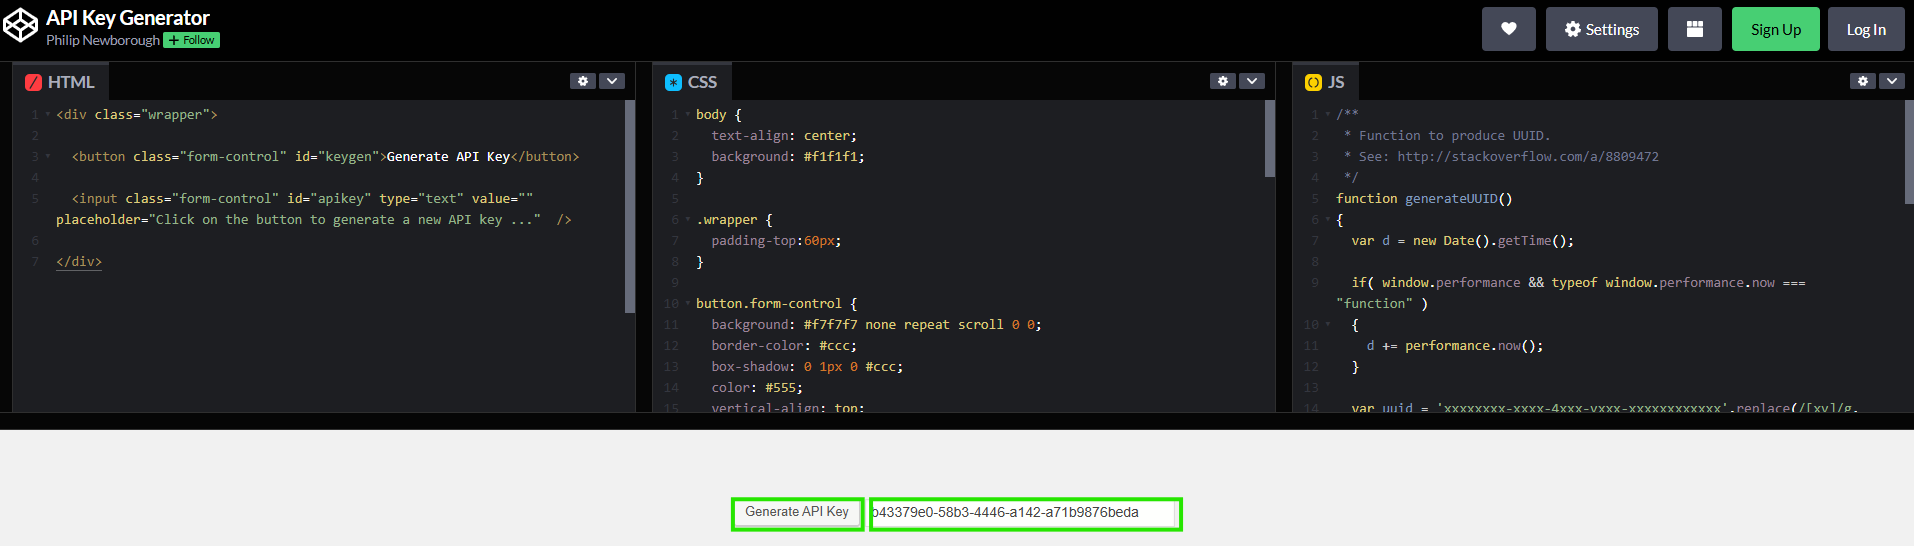 API Key Generator
Philip Newborough + Follow
Settings
Sign Up
Log In
HTML
1 <div class="wrapper">
2
3 <button class="form-control" id="keygen">Generate API Key</button>
4
5 <input class="form-control" id="apikey" type="text" value=""
placeholder="Click on the button to generate a new API key ..." />
6
7 </div>
CSS
1 body {
2 text-align: center;
3 background: #f1f1f1;
4 }
5
6 .wrapper {
7 padding-top:60px;
8 }
9
10 button.form-control {
11 background: #f7f7f7 none repeat scroll 0 0;
12 border-color: #ccc;
13 box-shadow: 0 1px 0 #ccc;
14 color: #555;
15 vertical-align: top;
JS
1 /**
2 * Function to produce UUID.
3 * See: http://stackoverflow.com/a/8809472
4 */
5 function generateUUID()
6 {
7 var d = new Date().getTime();
8
9 if( window.performance && typeof window.performance.now ===
"function" )
10 {
11 d += performance.now();
12 }
13
14 var uuid = 'xxxxxxxx-xxxx-4xxx-yxxx-xxxxxxxxxxxx'.replace(/[xy]/g,
Generate API Key
b43379e0-58b3-4446-a142-a71b9876beda